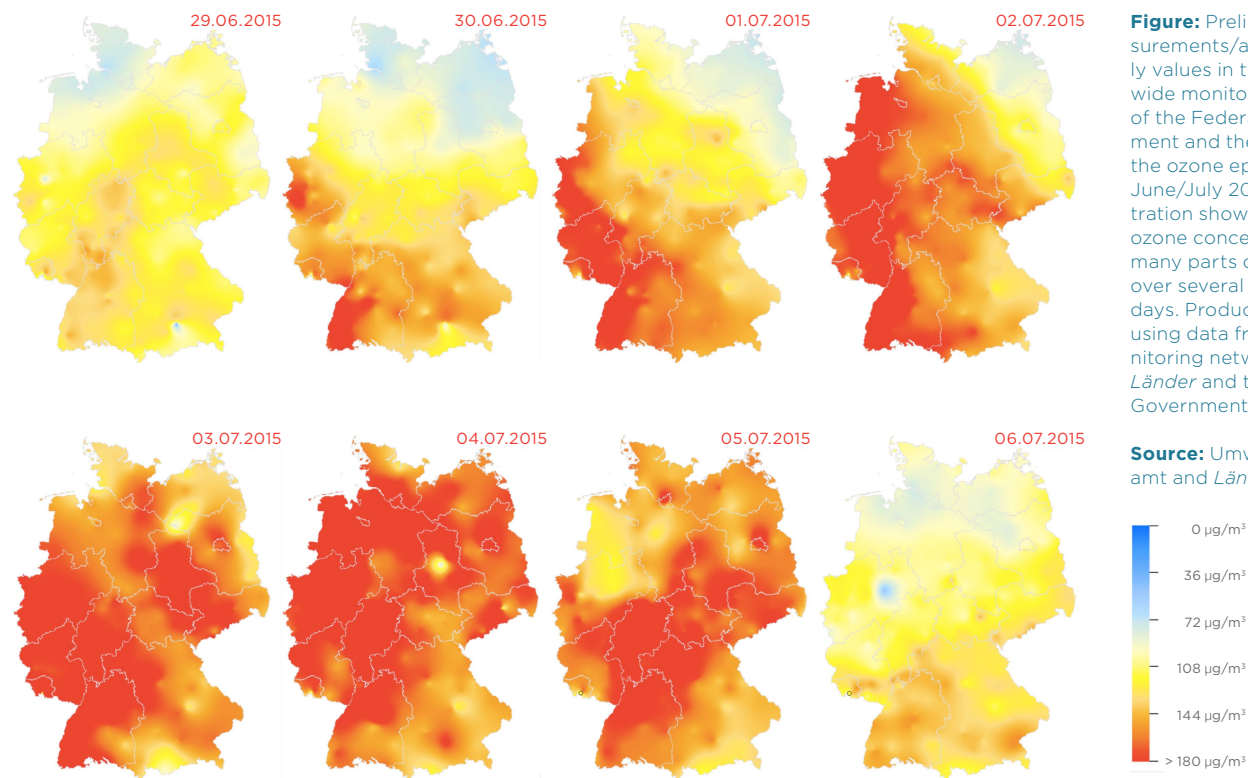 29.06.2015
30.06.2015
01.07.2015
02.07.2015
03.07.2015
04.07.2015
05.07.2015
06.07.2015
Figure: Preli
surements/a
ly values in t
wide monito
of the Feder
ment and the
the ozone ep
June/July 20
tration show
ozone conce
many parts o
over several
days. Produc
using data fr
nitoring netw
Länder and t
Government
Source: Umw
amt and Län
0 µg/m³
36 µg/m³
72 µg/m³
108 µg/m³
144 µg/m³
> 180 µg/m³